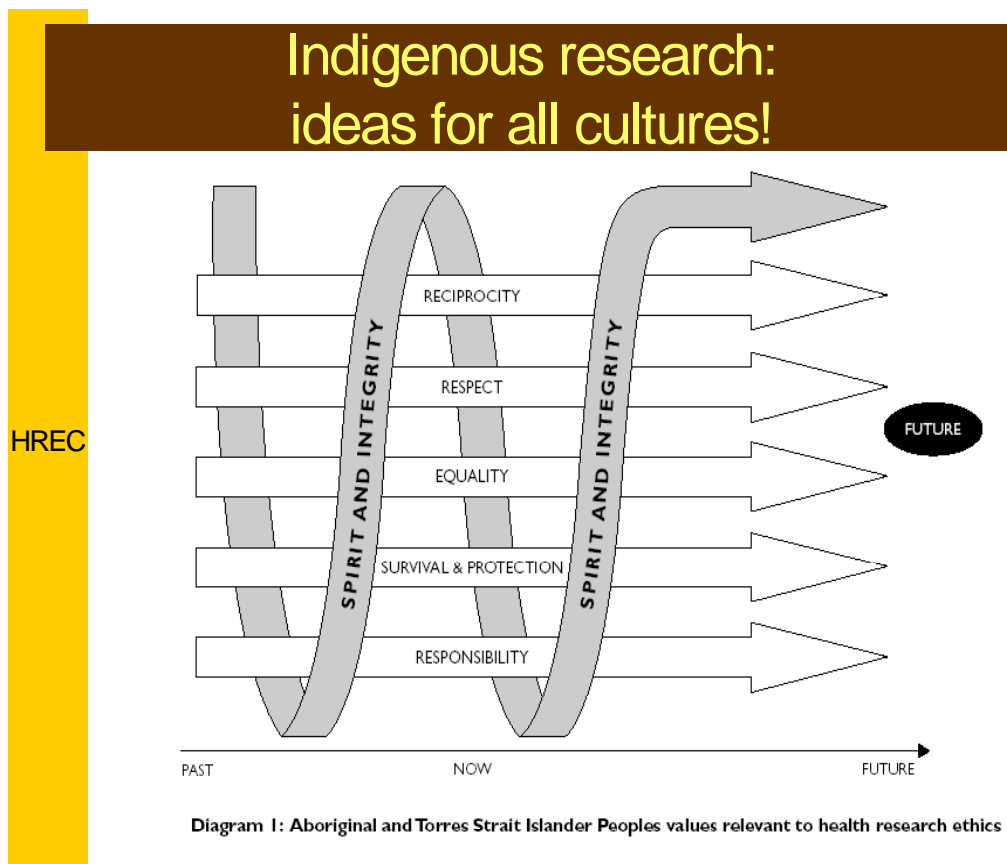 Indigenous research:
ideas for all cultures!
HREC
RECIPROCITY
RESPECT
EQUALITY
SURVIVAL & PROTECTION
RESPONSIBILITY
SPIRIT AND INTEGRITY
SPIRIT AND INTEGRITY
FUTURE
PAST
NOW
FUTURE
Diagram 1: Aboriginal and Torres Strait Islander Peoples values relevant to health research ethics